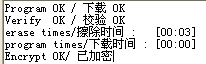 Program OK / 下载 OK
Verify  OK / 校验 OK
erase times/擦除时间 :  [00:03]
program times/下载时间 :  [00:00]
Encrypt OK/ 已加密